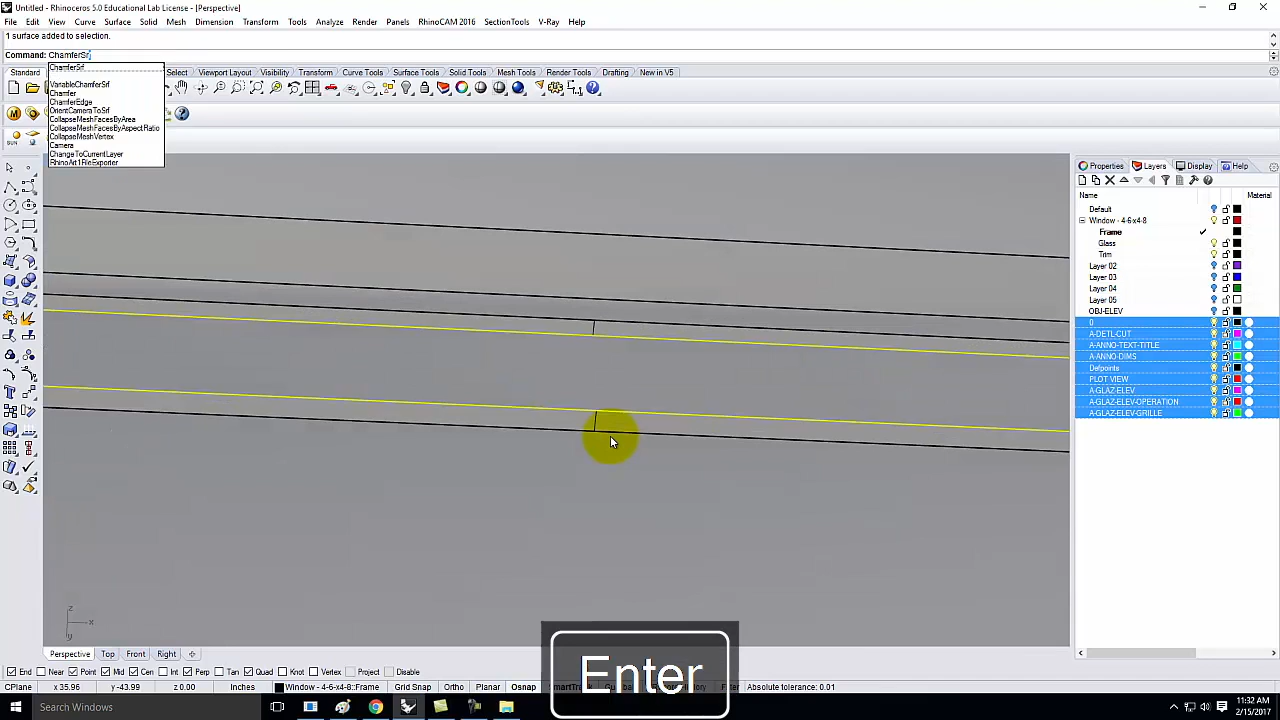 Untitled - Rhinoceros 5.0 Educational Lab License - [Perspective]
File Edit View Curve Surface Solid Mesh Dimension Transform Tools Analyze Render Panels RhinoCAM 2016 SectionTools V-Ray Help
1 surface added to selection.
Command: ChamferSrf
ChamferSrf
VariableChamferSrf
Chamfer
ChamferEdge
OrientCameraToSrf
CollapseMeshFacesByArea
CollapseMeshFacesByAspectRatio
CollapseMeshVertex
Camera
ChangeToCurrentLayer
RhinoArt1FileExporter
Standard Select Viewport Layout Visibility Transform Curve Tools Surface Tools Solid Tools Mesh Tools Render Tools Drafting New in V5
SUN
Properties Layers Display Help
Name Material
Default
Window - 4-6x4-8
Frame
Glass
Trim
Layer 02
Layer 03
Layer 04
Layer 05
OBJ-ELEV
0
A-DETL-CUT
A-ANNO-TEXT-TITLE
A-ANNO-DIMS
Defpoints
PLOT VIEW
A-GLAZ-ELEV
A-GLAZ-ELEV-OPERATION
A-GLAZ-ELEV-GRILLE
z
x
y
Enter
Perspective Top Front Right
End Near Point Mid Cen Int Perp Tan Quad Knot Vertex Project Disable
CPlane x 35.96 y -43.99 z 0.00 Inches Window - 4-6x4-8::Frame Grid Snap Ortho Planar Osnap Absolute tolerance: 0.01
Search Windows
11:32 AM
2/15/2017